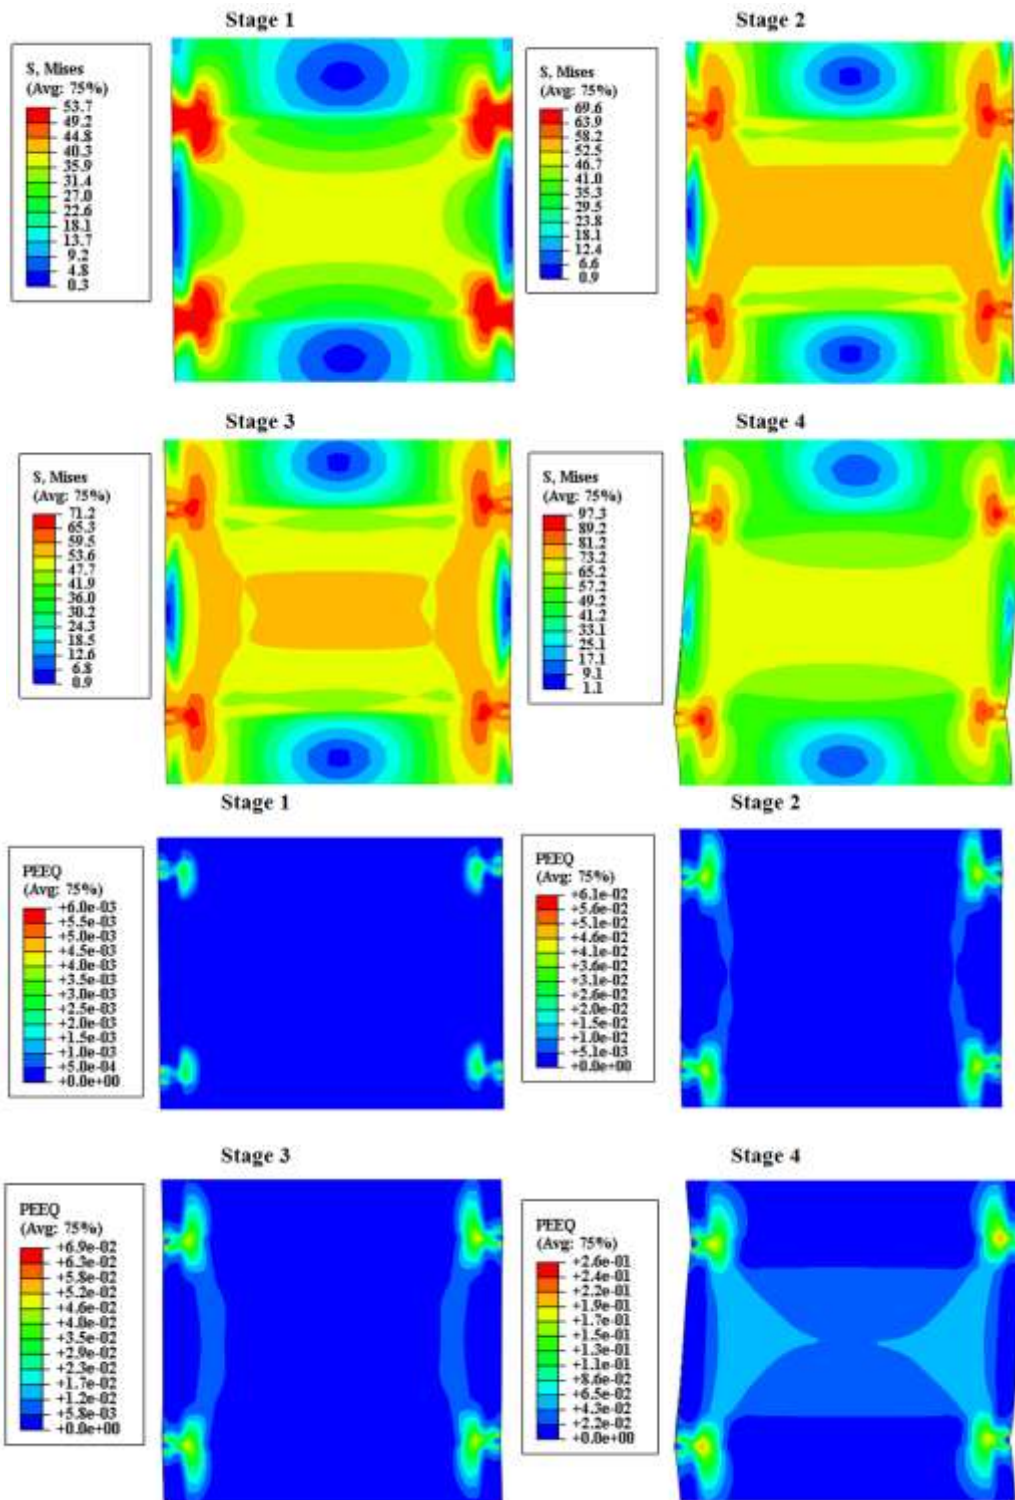 Stage 1
S, Mises
(Avg: 75%)
53.7
49.2
44.8
40.3
35.9
31.4
27.0
22.6
18.1
13.7
9.2
4.8
0.3
Stage 2
S, Mises
(Avg: 75%)
69.6
63.9
58.2
52.5
46.7
41.0
35.3
29.5
23.8
18.1
12.4
6.6
0.9
Stage 3
S, Mises
(Avg: 75%)
71.2
65.3
59.5
53.6
47.7
41.9
36.0
30.2
24.3
18.5
12.6
6.8
0.9
Stage 4
S, Mises
(Avg: 75%)
97.3
89.2
81.2
73.2
65.2
57.2
49.2
41.2
33.1
25.1
17.1
9.1
1.1
Stage 1
PEEQ
(Avg: 75%)
+6.0e-03
+5.5e-03
+5.0e-03
+4.5e-03
+4.0e-03
+3.5e-03
+3.0e-03
+2.5e-03
+2.0e-03
+1.5e-03
+1.0e-03
+5.0e-04
+0.0e+00
Stage 2
PEEQ
(Avg: 75%)
+6.1e-02
+5.6e-02
+5.1e-02
+4.6e-02
+4.1e-02
+3.6e-02
+3.1e-02
+2.6e-02
+2.0e-02
+1.5e-02
+1.0e-02
+5.1e-03
+0.0e+00
Stage 3
PEEQ
(Avg: 75%)
+6.9e-02
+6.3e-02
+5.8e-02
+5.2e-02
+4.6e-02
+4.0e-02
+3.5e-02
+2.9e-02
+2.3e-02
+1.7e-02
+1.2e-02
+5.8e-03
+0.0e+00
Stage 4
PEEQ
(Avg: 75%)
+2.6e-01
+2.4e-01
+2.2e-01
+1.9e-01
+1.7e-01
+1.5e-01
+1.3e-01
+1.1e-01
+8.6e-02
+6.5e-02
+4.3e-02
+2.2e-02
+0.0e+00